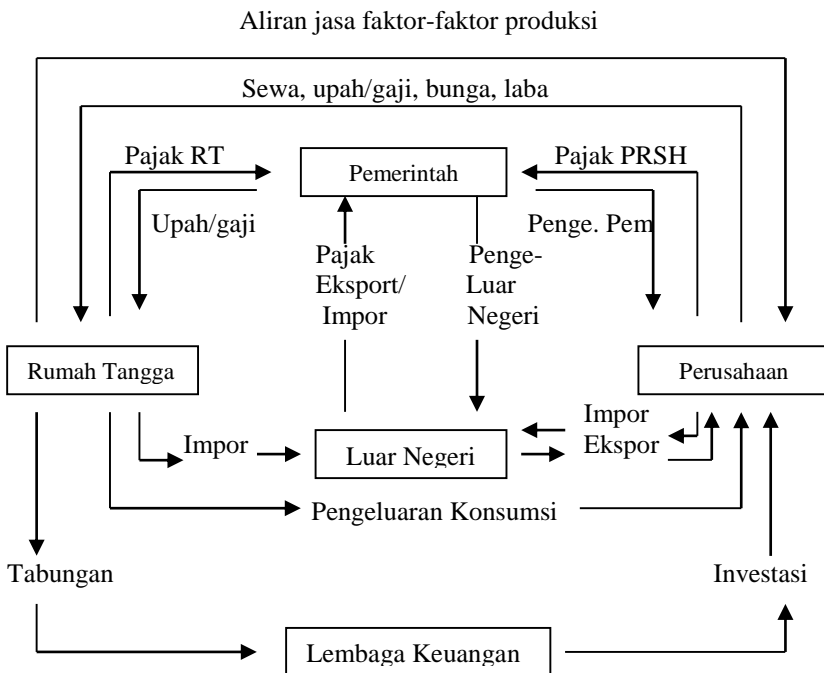 Aliran jasa faktor-faktor produksi
Sewa, upah/gaji, bunga, laba
Pajak RT
Pemerintah
Pajak PRSH
Upah/gaji
Penge. Pem
Pajak
Eksport/
Impor
Penge-
Luar
Negeri
Rumah Tangga
Perusahaan
Impor
Luar Negeri
Impor
Ekspor
Pengeluaran Konsumsi
Tabungan
Investasi
Lembaga Keuangan